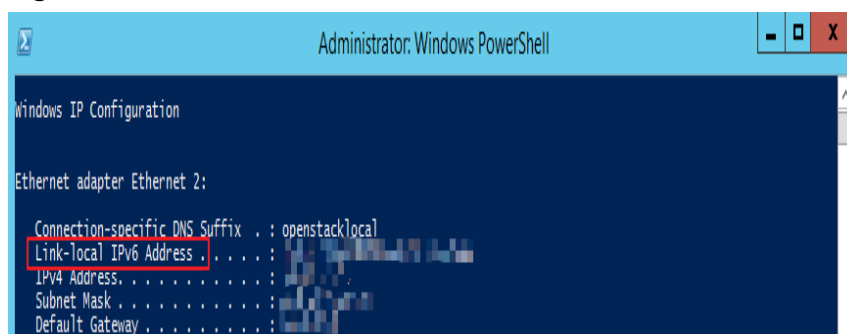 Administrator: Windows PowerShell
Windows IP Configuration
Ethernet adapter Ethernet 2:
Connection-specific DNS Suffix . : openstacklocal
Link-local IPv6 Address . . . . . :
IPv4 Address. . . . . . . . . . . :
Subnet Mask . . . . . . . . . . . :
Default Gateway . . . . . . . . . :